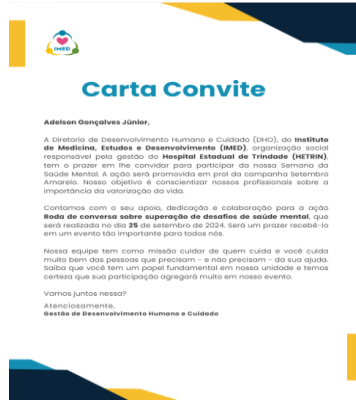 IMED
Carta Convite
Adelson Gonçalves Júnior,
A Diretoria de Desenvolvimento Humano e Cuidado (DHO), do Instituto
de Medicina, Estudos e Desenvolvimento (IMED), organização social
responsável pela gestão do Hospital Estadual de Trindade (HETRIN),
tem o prazer em lhe convidar para participar da nossa Semana da
Saúde Mental. A ação será promovida em prol da campanha Setembro
Amarelo. Nosso objetivo é conscientizar nossos profissionais sobre a
importância da valorização da vida.
Contamos com o seu apoio, dedicação e colaboração para a ação
Roda de conversa sobre superação de desafios de saúde mental, que
será realizada no dia 25 de setembro de 2024. Será um prazer recebê-lo
em um evento tão importante para todos nós.
Nossa equipe tem como missão cuidar de quem cuida e você cuida
muito bem das pessoas que precisam - e não precisam - da sua ajuda.
Saiba que você tem um papel fundamental em nossa unidade e temos
certeza que sua participação agregará muito em nosso evento.
Vamos juntos nessa?
Atenciosamente,
Gestão de Desenvolvimento Humano e Cuidado